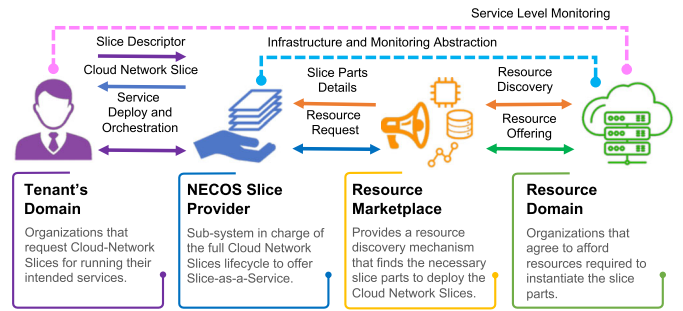 Service Level Monitoring
Slice Descriptor
Infrastructure and Monitoring Abstraction
Cloud Network Slice
Service
Deploy and
Orchestration
Slice Parts
Details
Resource
Request
Resource
Discovery
Resource
Offering
Tenant's
Domain
Organizations that
request Cloud-Network
Slices for running their
intended services.
NECOS Slice
Provider
Sub-system in charge of
the full Cloud Network
Slices lifecycle to offer
Slice-as-a-Service.
Resource
Marketplace
Provides a resource
discovery mechanism
that finds the necessary
slice parts to deploy the
Cloud Network Slices.
Resource
Domain
Organizations that
agree to afford
resources required to
instantiate the slice
parts.